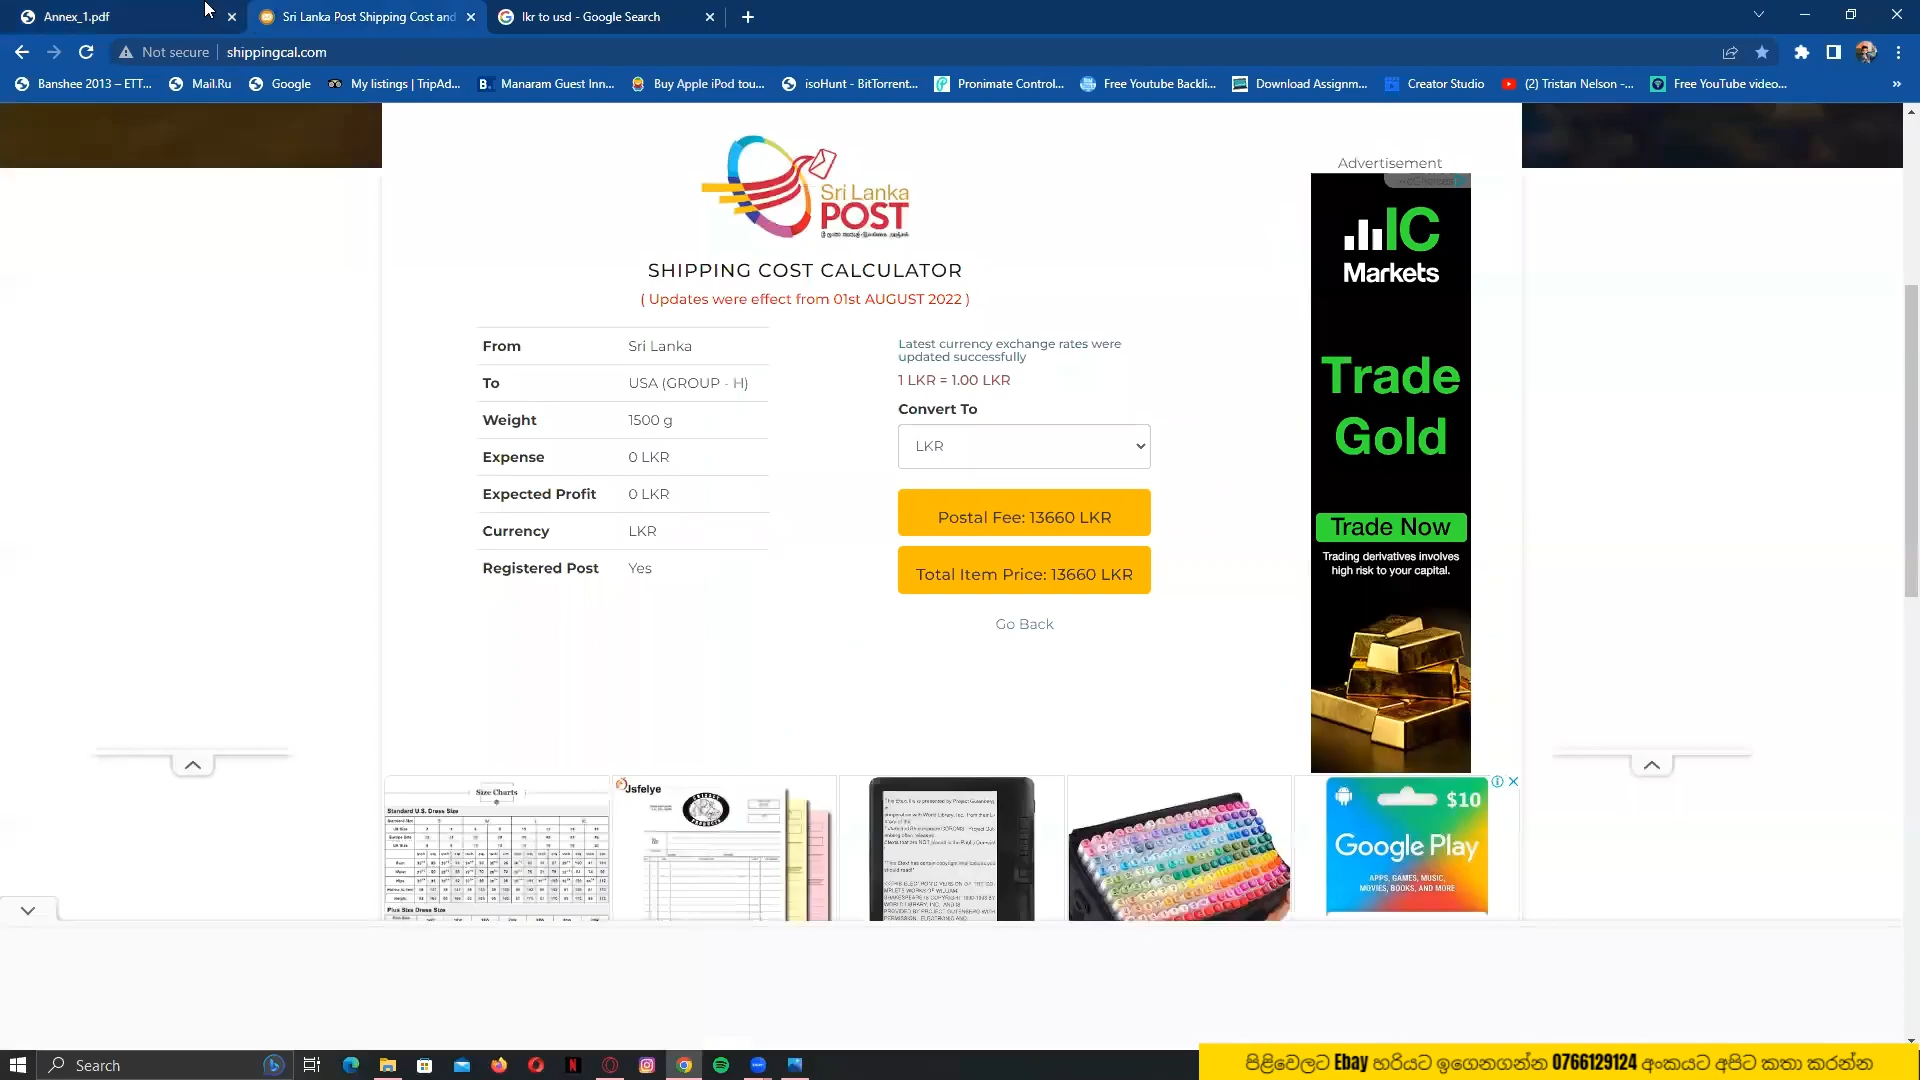 Annex_1.pdf
Sri Lanka Post Shipping Cost and
lkr to usd - Google Search
Not secure
shippingcal.com
Banshee 2013 – ETT...
Mail.Ru
Google
My listings | TripAd...
B. Manaram Guest Inn...
Buy Apple iPod tou...
isoHunt - BitTorrent...
Pronimate Control...
Free Youtube Backli...
Download Assignm...
Creator Studio
(2) Tristan Nelson -...
Free YouTube video...
Sri Lanka
POST
SHIPPING COST CALCULATOR
( Updates were effect from 01st AUGUST 2022 )
From Sri Lanka
To USA (GROUP - H)
Weight 1500 g
Expense 0 LKR
Expected Profit 0 LKR
Currency LKR
Registered Post Yes
Latest currency exchange rates were
updated successfully
1 LKR = 1.00 LKR
Convert To
LKR
Postal Fee: 13660 LKR
Total Item Price: 13660 LKR
Go Back
Advertisement
IC
Markets
Trade
Gold
Trade Now
Trading derivatives involves
high risk to your capital.
Size Charts
Standard U.S. Dress Size
Plus Size Dress Size
Jsfelye
$10
Google Play
APPS, GAMES, MUSIC,
MOVIES, BOOKS, AND MORE
Search
පිළිවෙලට Ebay හරියට ඉගෙනගන්න 0766129124 අංකයට අපිට කතා කරන්න